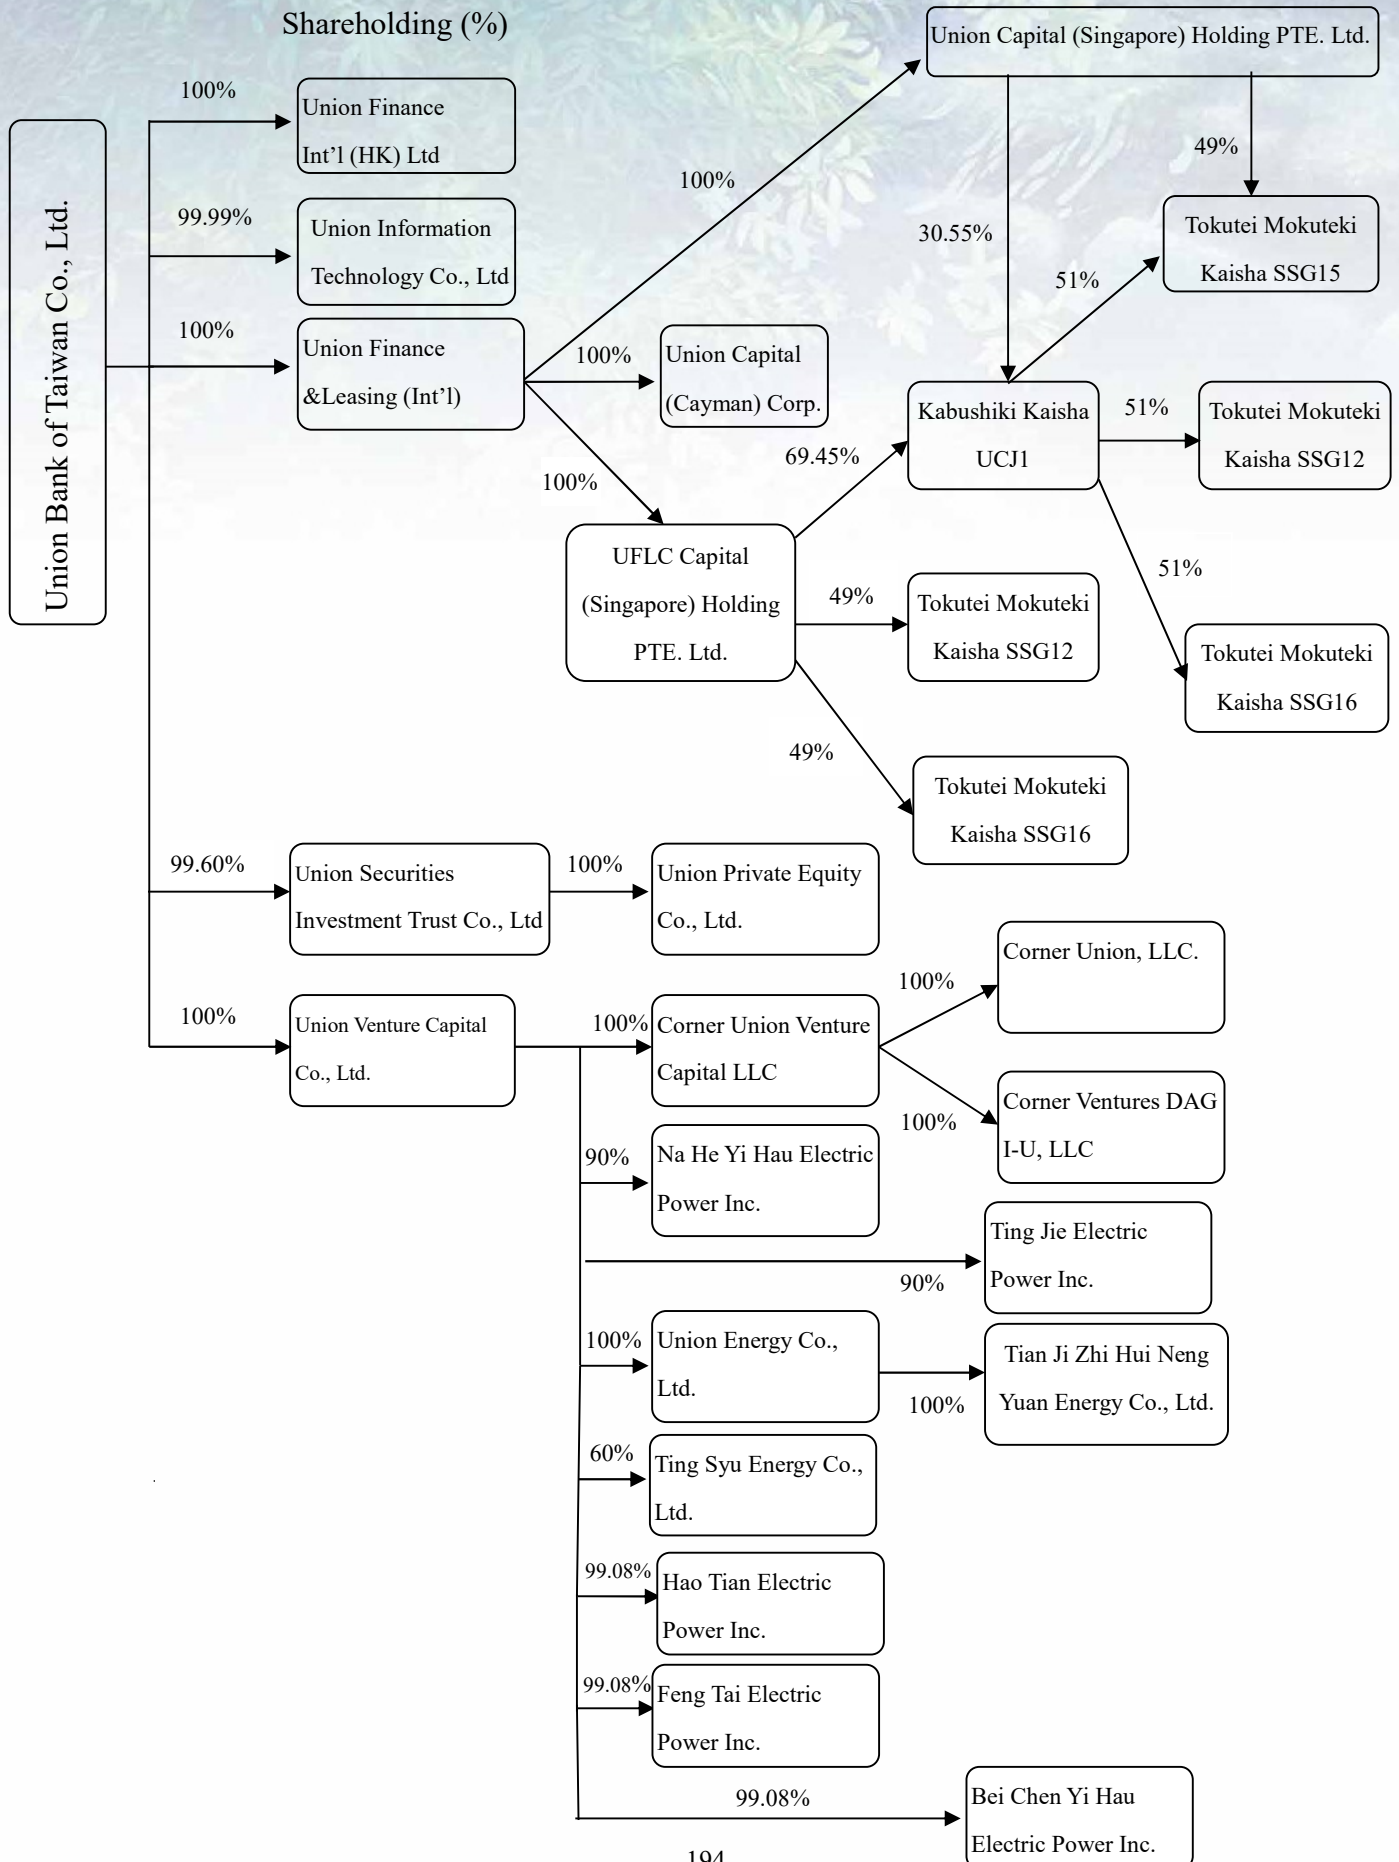 Shareholding (%)
Union Capital (Singapore) Holding PTE. Ltd.
100%
Union Finance
Int’l (HK) Ltd
Union Bank of Taiwan Co., Ltd.
49%
100%
99.99%
Union Information
Technology Co., Ltd
30.55%
Tokutei Mokuteki
Kaisha SSG15
51%
100%
Union Finance
&Leasing (Int’l)
100%
Union Capital
(Cayman) Corp.
Kabushiki Kaisha
UCJ1
51%
Tokutei Mokuteki
Kaisha SSG12
69.45%
100%
UFLC Capital
(Singapore) Holding
PTE. Ltd.
49%
Tokutei Mokuteki
Kaisha SSG12
51%
Tokutei Mokuteki
Kaisha SSG16
49%
Tokutei Mokuteki
Kaisha SSG16
99.60%
Union Securities
Investment Trust Co., Ltd
100%
Union Private Equity
Co., Ltd.
100%
Union Venture Capital
Co., Ltd.
100%
Corner Union Venture
Capital LLC
100%
Corner Union, LLC.
100%
Corner Ventures DAG
I-U, LLC
90%
Na He Yi Hau Electric
Power Inc.
90%
Ting Jie Electric
Power Inc.
100%
Union Energy Co.,
Ltd.
100%
Tian Ji Zhi Hui Neng
Yuan Energy Co., Ltd.
60%
Ting Syu Energy Co.,
Ltd.
99.08%
Hao Tian Electric
Power Inc.
99.08%
Feng Tai Electric
Power Inc.
99.08%
Bei Chen Yi Hau
Electric Power Inc.
194